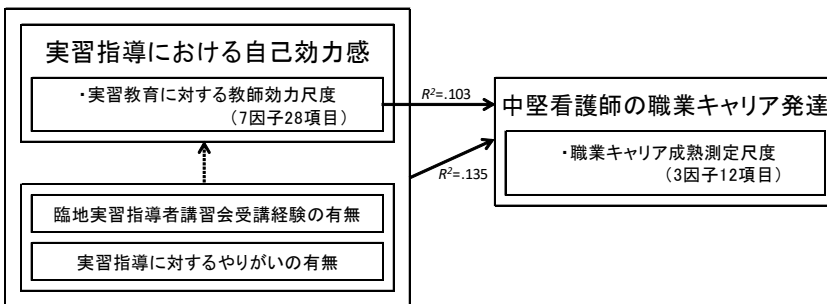 実習指導における自己効力感
・実習教育に対する教師効力尺度
（7因子28項目）
臨地実習指導者講習会受講経験の有無
実習指導に対するやりがいの有無
R²=.103
R²=.135
中堅看護師の職業キャリア発達
・職業キャリア成熟測定尺度
（3因子12項目）